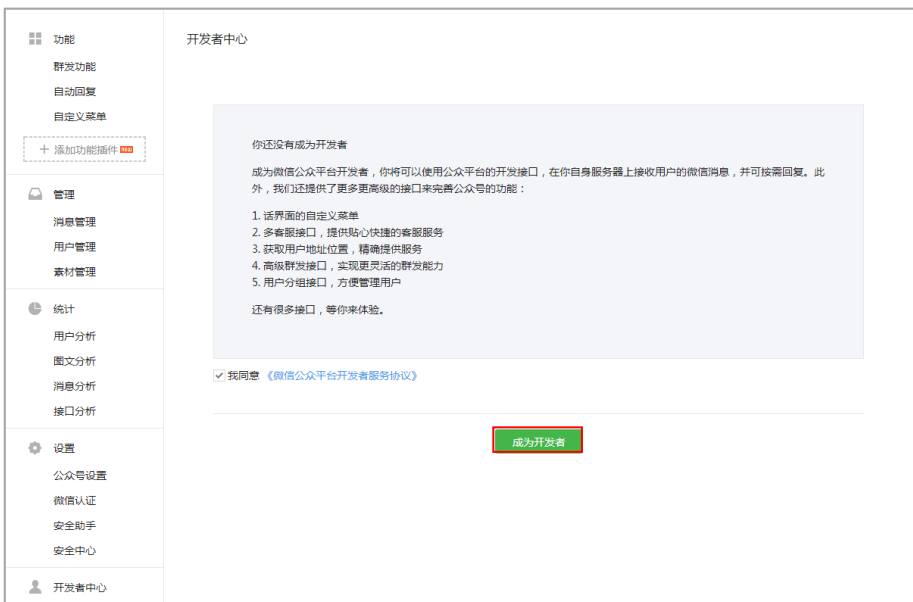 功能
群发功能
自动回复
自定义菜单
添加功能插件 new
管理
消息管理
用户管理
素材管理
统计
用户分析
图文分析
消息分析
接口分析
设置
公众号设置
微信认证
安全助手
安全中心
开发者中心
开发者中心
你还没有成为开发者
成为微信公众平台开发者，你将可以使用公众平台的开发接口，在你自身服务器上接收用户的微信消息，并可按需回复。此
外，我们还提供了更多更高级的接口来完善公众号的功能：
1. 话界面的自定义菜单
2. 多客服接口，提供贴心快捷的客服服务
3. 获取用户地址位置，精确提供服务
4. 高级群发接口，实现更灵活的群发能力
5. 用户分组接口，方便管理用户
还有很多接口，等你来体验。
我同意 《微信公众平台开发者服务协议》
成为开发者